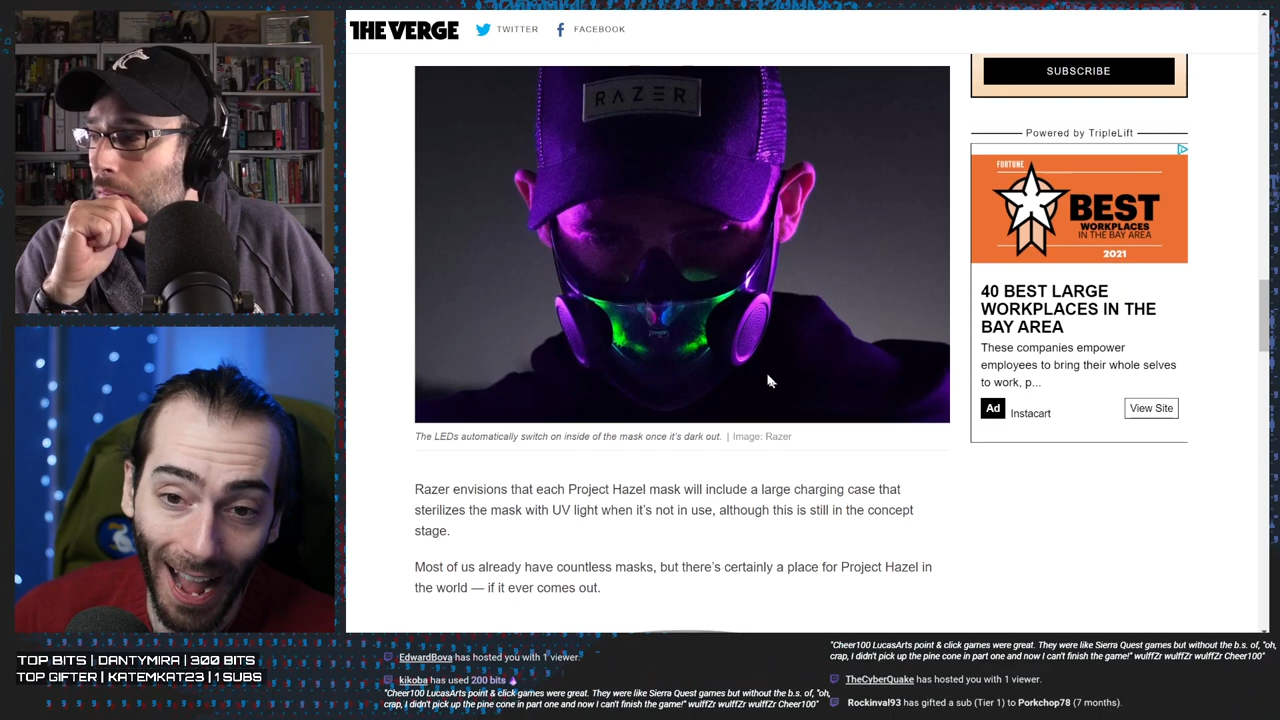 THE VERGE
TWITTER
FACEBOOK
RAZER
The LEDs automatically switch on inside of the mask once it's dark out. | Image: Razer
Razer envisions that each Project Hazel mask will include a large charging case that
sterilizes the mask with UV light when it's not in use, although this is still in the concept
stage.
Most of us already have countless masks, but there's certainly a place for Project Hazel in
the world — if it ever comes out.
SUBSCRIBE
Powered by TripleLift
FORTUNE
BEST
WORKPLACES
IN THE BAY AREA
2021
40 BEST LARGE
WORKPLACES IN THE
BAY AREA
These companies empower
employees to bring their whole selves
to work, p...
Ad Instacart
View Site
TOP BITS | DANTYMIRA | 300 BITS
TOP GIFTER | KATEMKAT23 | 1 SUBS
EdwardBova has hosted you with 1 viewer.
kikoba has used 200 bits
"Cheer100 LucasArts point & click games were great. They were like Sierra Quest games but without the b.s. of, "oh,
crap, I didn't pick up the pine cone in part one and now I can't finish the game!" wulffZr wulffZr wulffZr Cheer100"
"Cheer100 LucasArts point & click games were great. They were like Sierra Quest games but without the b.s. of, "oh,
crap, I didn't pick up the pine cone in part one and now I can't finish the game!" wulffZr wulffZr wulffZr Cheer100"
TheCyberQuake has hosted you with 1 viewer.
Rockinval93 has gifted a sub (Tier 1) to Porkchop78 (7 months).